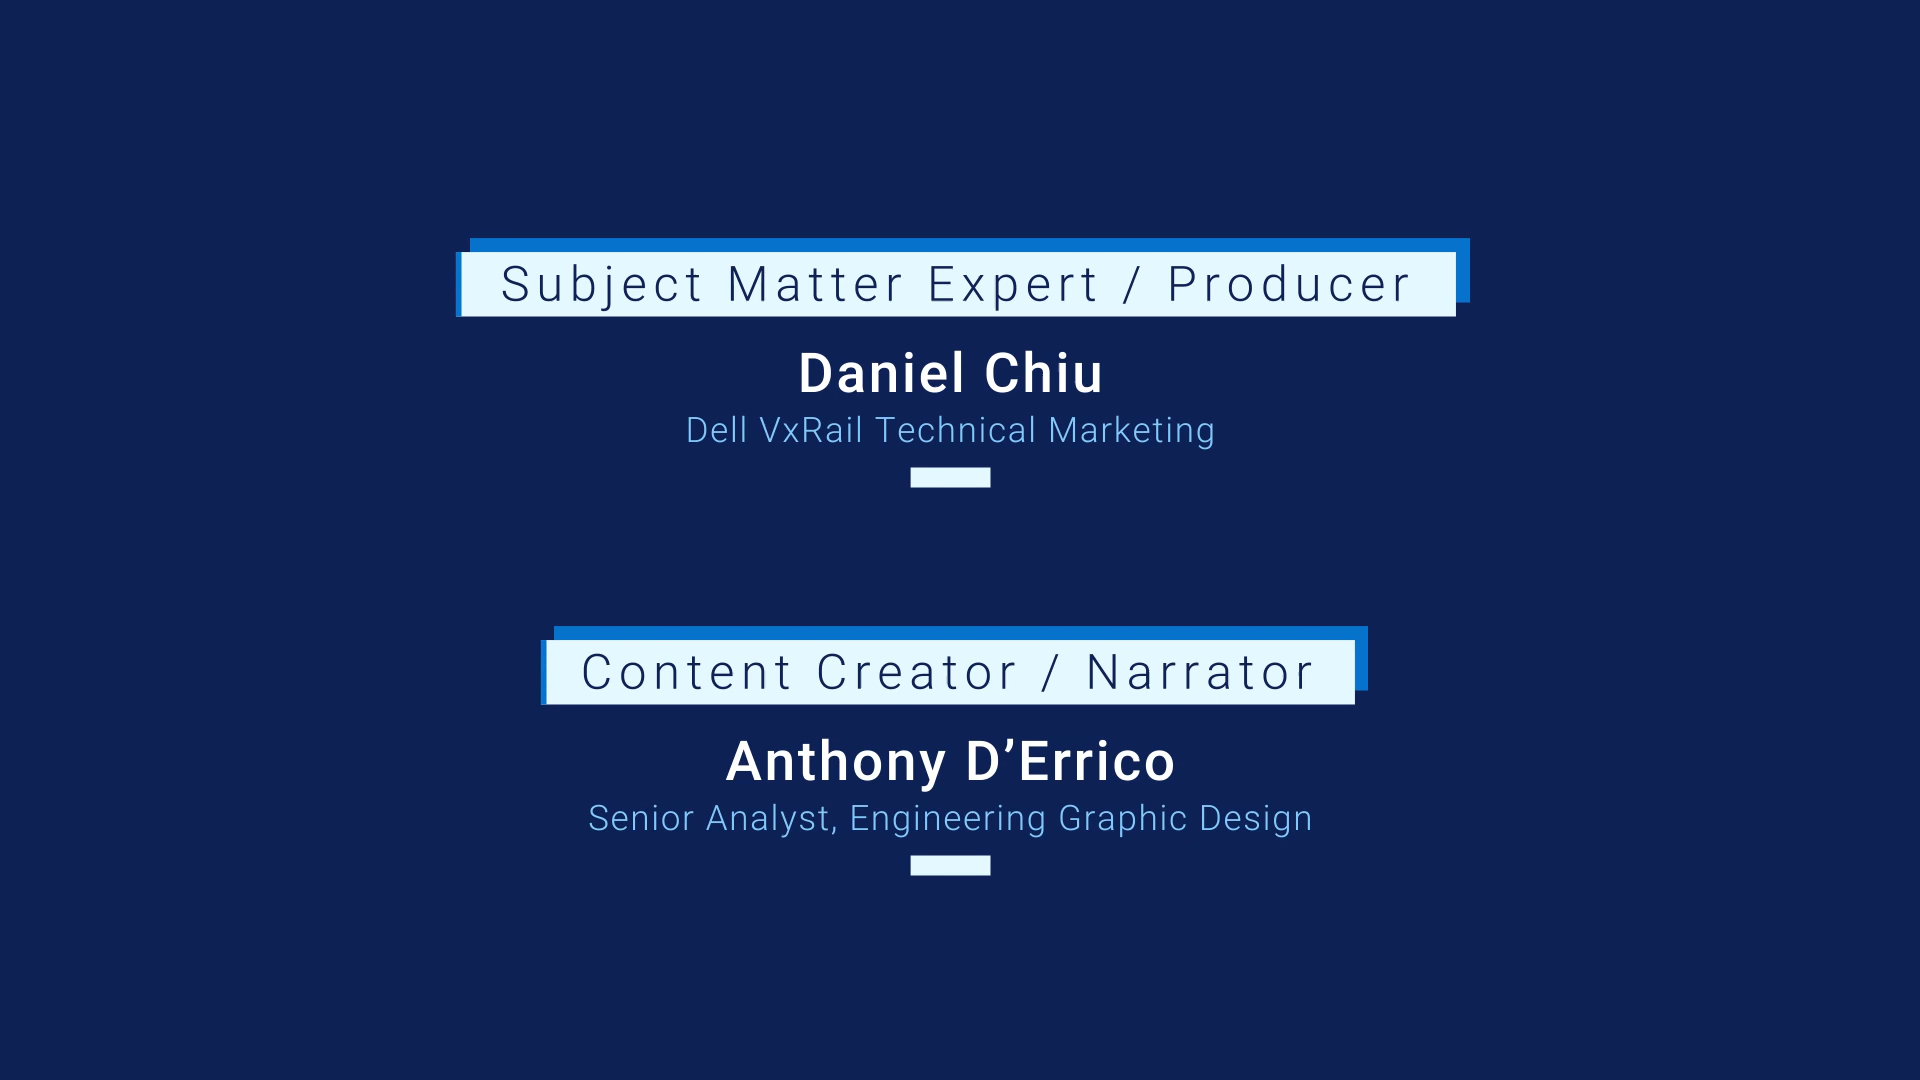 Subject Matter Expert / Producer
Daniel Chiu
Dell VxRail Technical Marketing
Content Creator / Narrator
Anthony D’Errico
Senior Analyst, Engineering Graphic Design